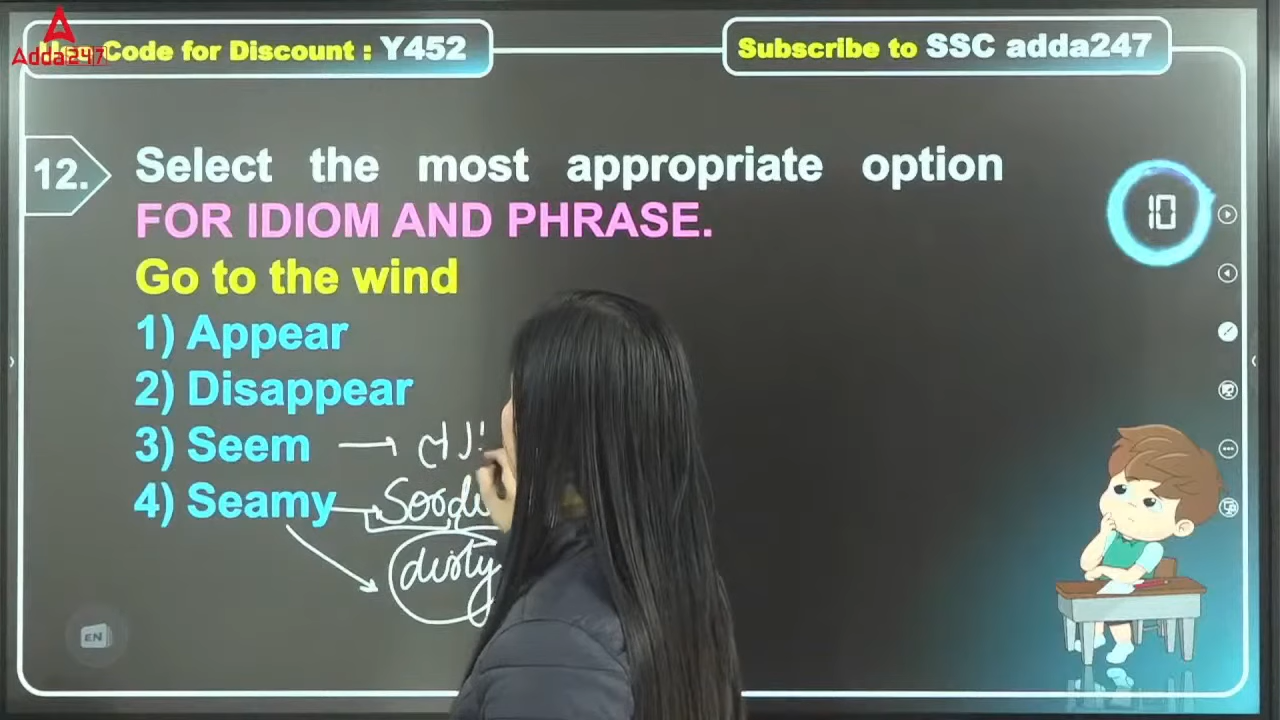 Code for Discount : Y452
Adda247
Subscribe to SSC adda247
12. Select the most appropriate option
FOR IDIOM AND PHRASE.
10
Go to the wind
1) Appear
2) Disappear
3) Seem
4) Seamy
dirty
EN